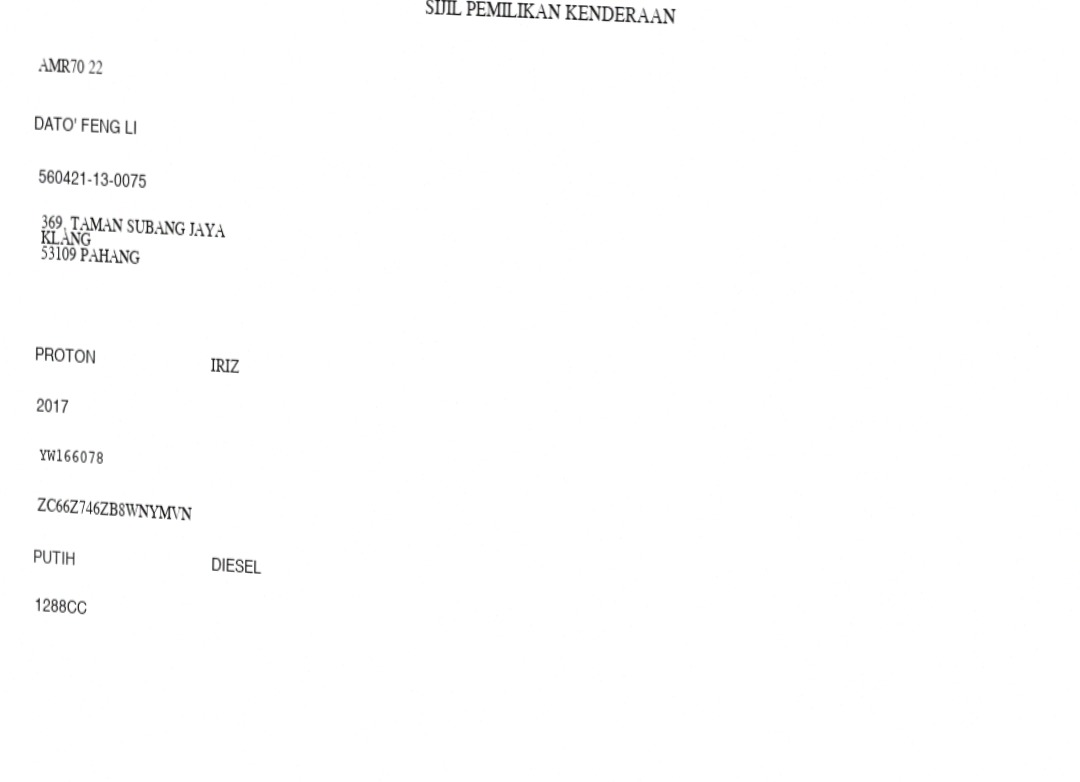 SIJIL PEMILIKAN KENDERAAN
AMR70 22
DATO' FENG LI
560421-13-0075
369, TAMAN SUBANG JAYA
KLANG
53109 PAHANG
PROTON IRIZ
2017
YW166078
ZC66Z746ZB8WNYMVN
PUTIH DIESEL
1288CC